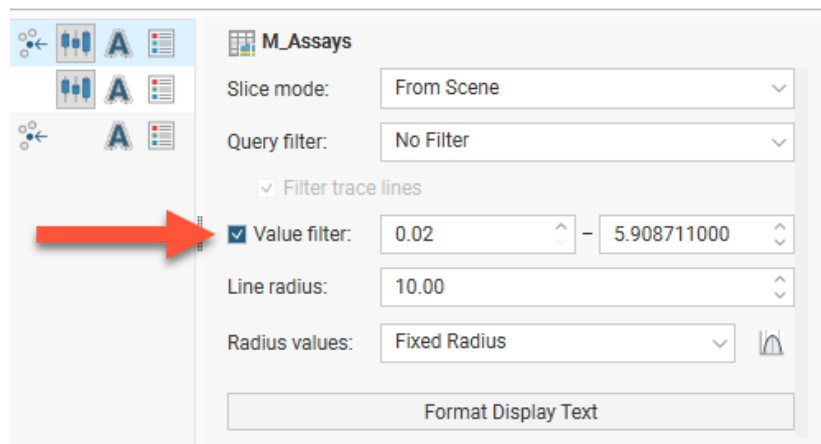 M_Assays
Slice mode: From Scene
Query filter: No Filter
Filter trace lines
Value filter: 0.02 – 5.908711000
Line radius: 10.00
Radius values: Fixed Radius
Format Display Text